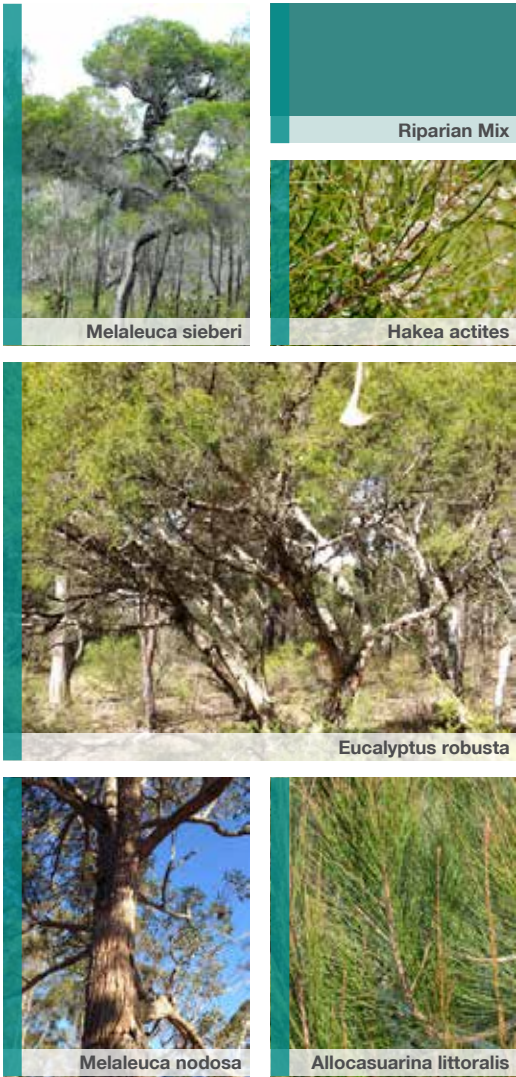 Riparian Mix
Melaleuca sieberi
Hakea actites
Eucalyptus robusta
Melaleuca nodosa
Allocasuarina littoralis